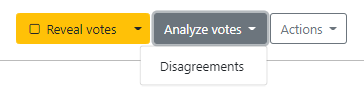 Reveal votes
Analyze votes
Actions
Disagreements